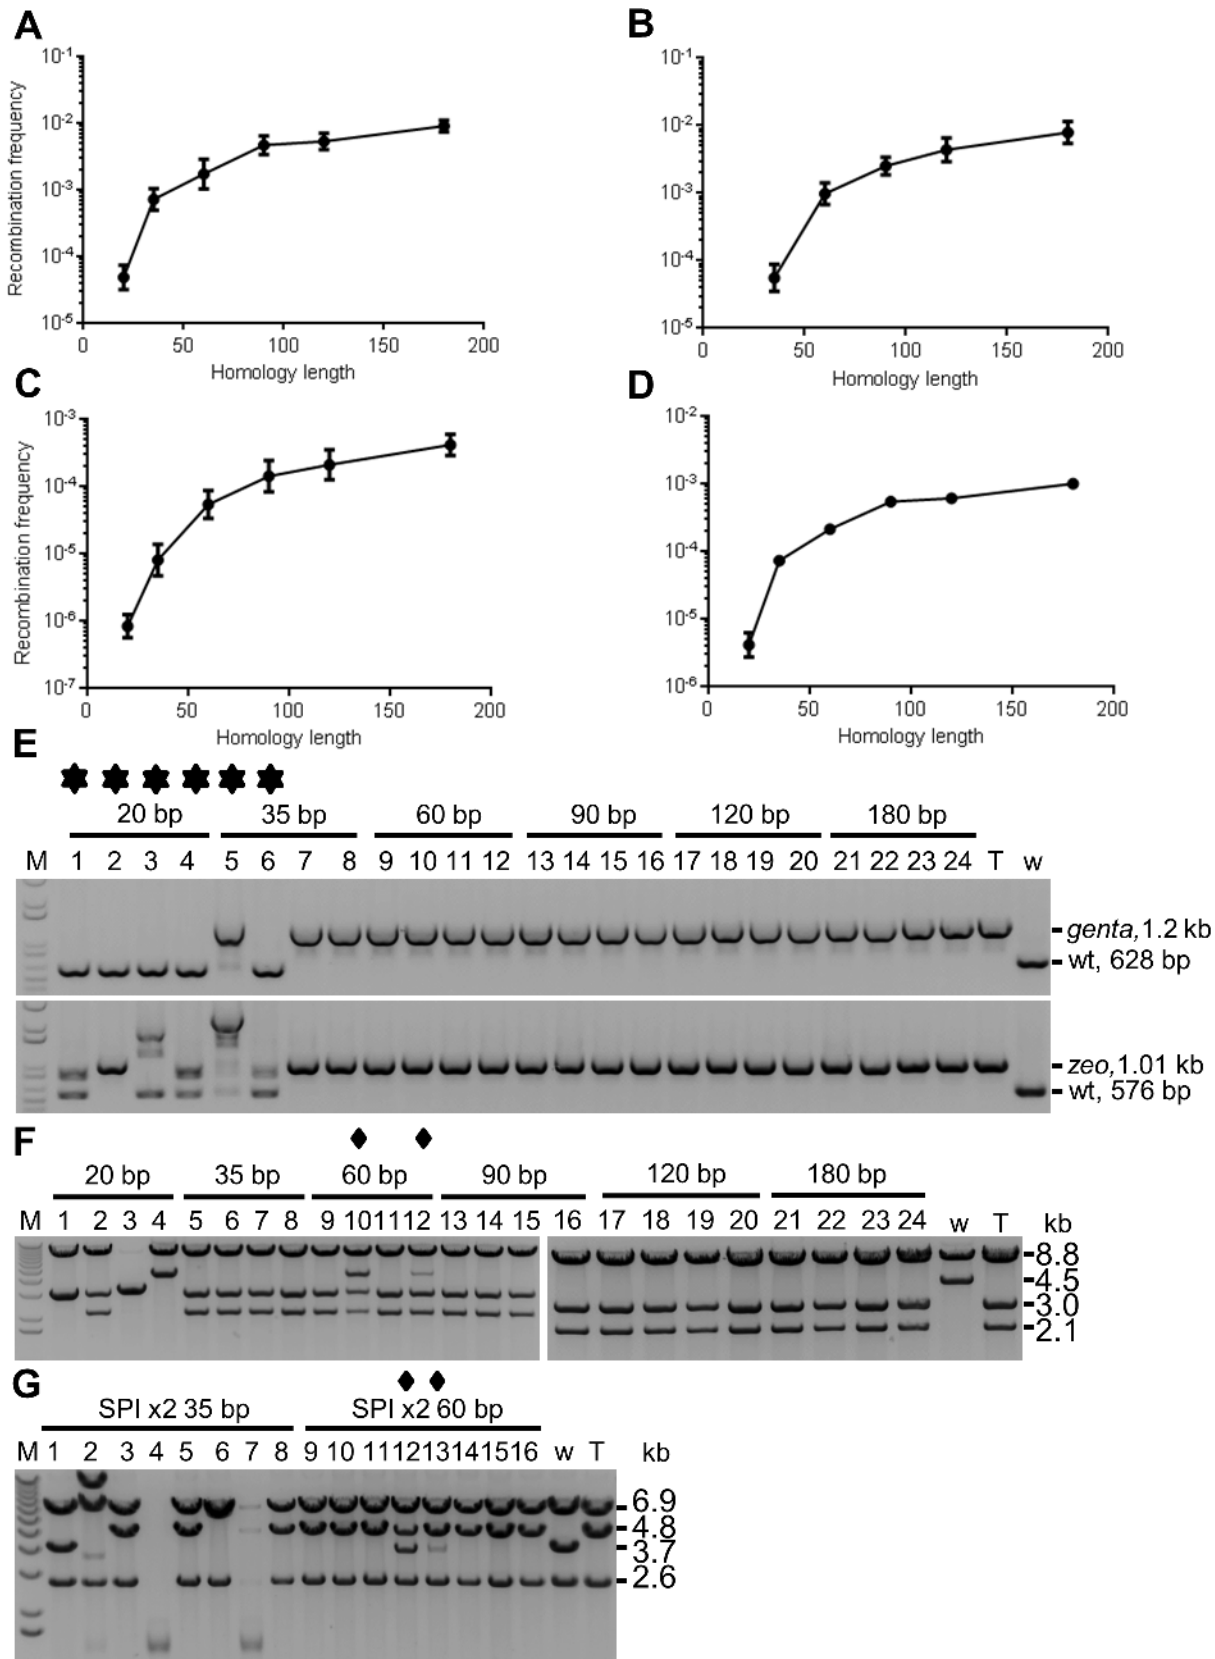 A
B
10-1
10-2
10-3
10-4
10-5
Recombination frequency
0 50 100 150 200
Homology length
10-1
10-2
10-3
10-4
10-5
0 50 100 150 200
Homology length
C
D
10-3
10-4
10-5
10-6
10-7
Recombination frequency
0 50 100 150 200
Homology length
10-2
10-3
10-4
10-5
10-6
0 50 100 150 200
Homology length
E
20 bp 35 bp 60 bp 90 bp 120 bp 180 bp
M 1 2 3 4 5 6 7 8 9 10 11 12 13 14 15 16 17 18 19 20 21 22 23 24 T w
genta,1.2 kb
wt, 628 bp
zeo,1.01 kb
wt, 576 bp
F
20 bp 35 bp 60 bp 90 bp 120 bp 180 bp
M 1 2 3 4 5 6 7 8 9 10 11 12 13 14 15 16 17 18 19 20 21 22 23 24 w T kb
8.8
4.5
3.0
2.1
G
SPI x2 35 bp SPI x2 60 bp
M 1 2 3 4 5 6 7 8 9 10 11 12 13 14 15 16 w T kb
6.9
4.8
3.7
2.6